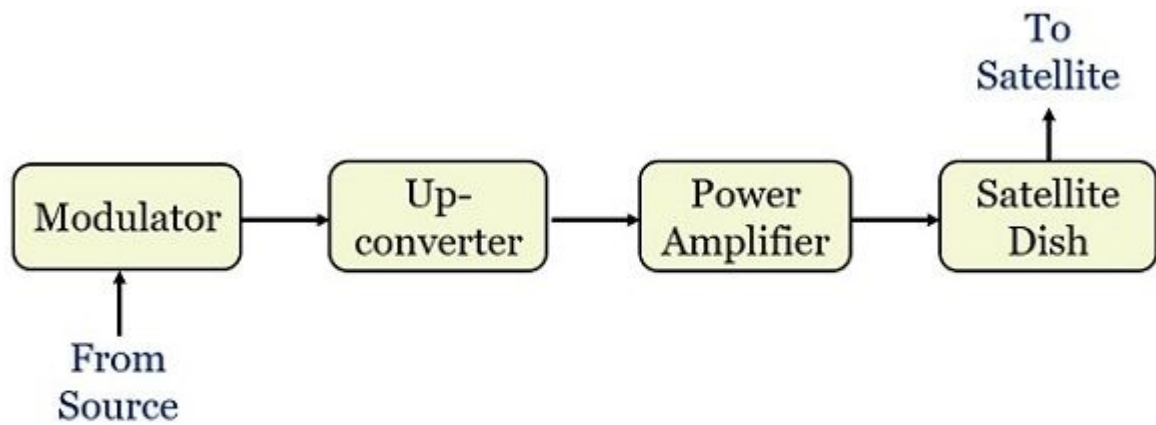 From
Source
Modulator
Up-
converter
Power
Amplifier
Satellite
Dish
To
Satellite